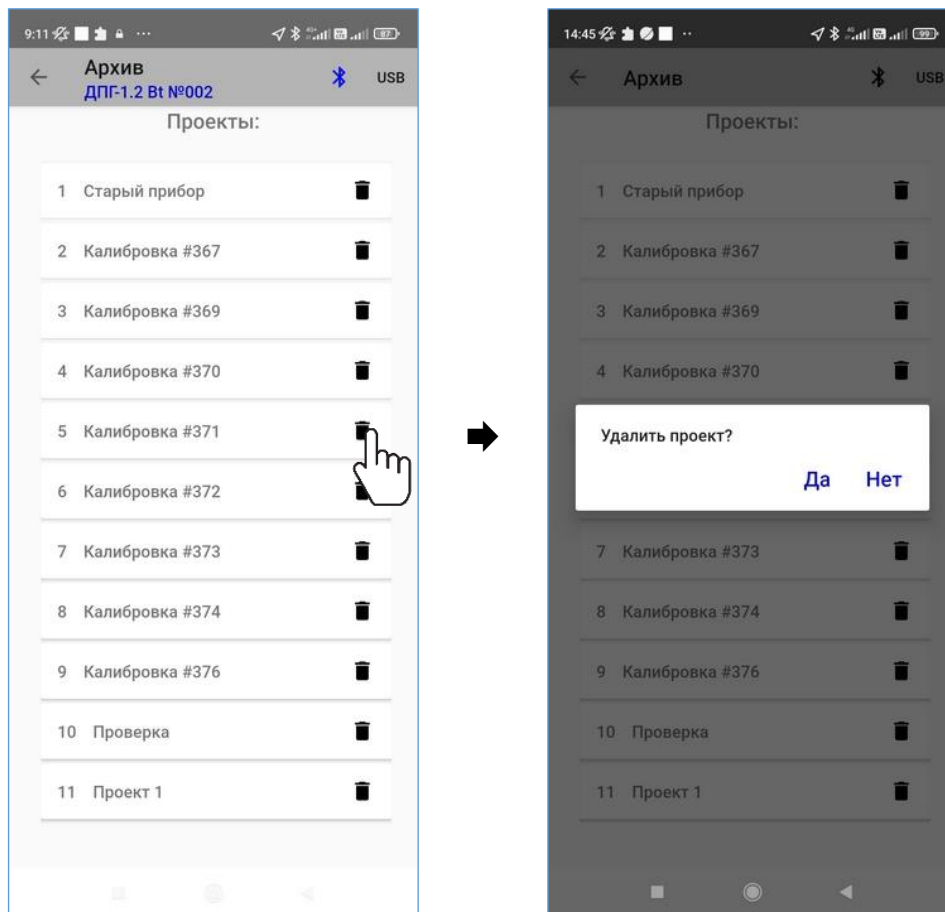 9:11
87
Архив
ДПГ-1.2 Bt №002
USB
Проекты:
1 Старый прибор
2 Калибровка #367
3 Калибровка #369
4 Калибровка #370
5 Калибровка #371
6 Калибровка #372
7 Калибровка #373
8 Калибровка #374
9 Калибровка #376
10 Проверка
11 Проект 1
14:45
99
Архив
USB
Проекты:
1 Старый прибор
2 Калибровка #367
3 Калибровка #369
4 Калибровка #370
Удалить проект?
Да Нет
7 Калибровка #373
8 Калибровка #374
9 Калибровка #376
10 Проверка
11 Проект 1